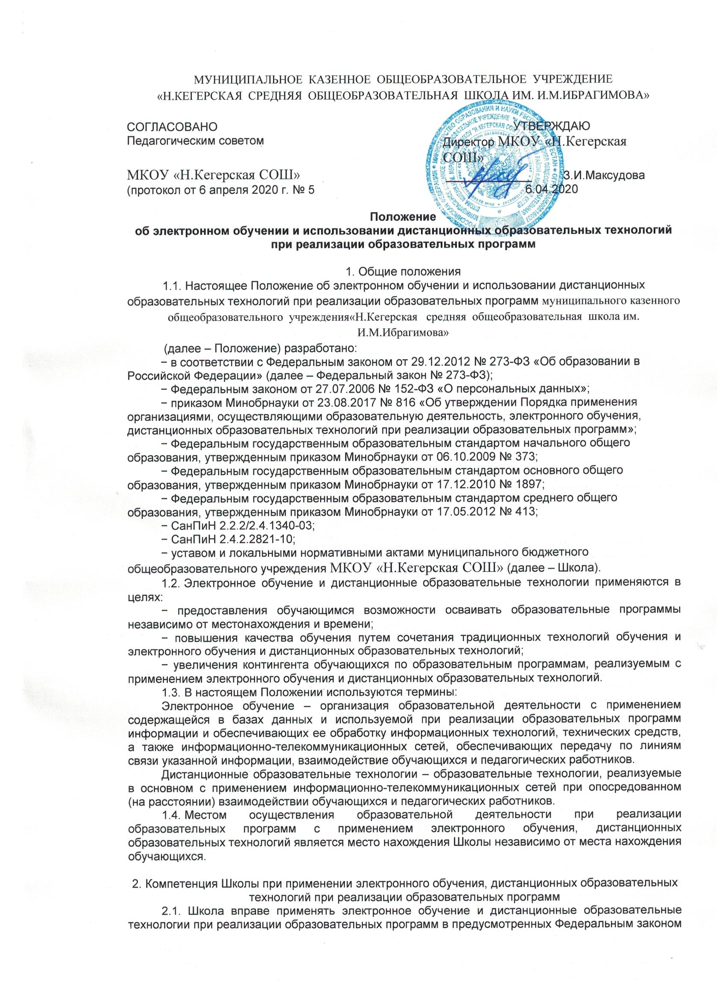 МУНИЦИПАЛЬНОЕ КАЗЕННОЕ ОБЩЕОБРАЗОВАТЕЛЬНОЕ УЧРЕЖДЕНИЕ
«Н.КЕГЕРСКАЯ СРЕДНЯЯ ОБЩЕОБРАЗОВАТЕЛЬНАЯ ШКОЛА ИМ. И.М.ИБРАГИМОВА»
СОГЛАСОВАНО
Педагогическим советом
МКОУ «Н.Кегерская СОШ»
(протокол от 6 апреля 2020 г. № 5
УТВЕРЖДАЮ
Директор МКОУ «Н.Кегерская
СОШ»
З.И.Максудова
6.04.2020
Положение
об электронном обучении и использовании дистанционных образовательных технологий
при реализации образовательных программ
1. Общие положения
1.1. Настоящее Положение об электронном обучении и использовании дистанционных
образовательных технологий при реализации образовательных программ муниципального казенного
общеобразовательного учреждения«Н.Кегерская средняя общеобразовательная школа им.
И.М.Ибрагимова»
(далее – Положение) разработано:
− в соответствии с Федеральным законом от 29.12.2012 № 273-ФЗ «Об образовании в
Российской Федерации» (далее – Федеральный закон № 273-ФЗ);
− Федеральным законом от 27.07.2006 № 152-ФЗ «О персональных данных»;
− приказом Минобрнауки от 23.08.2017 № 816 «Об утверждении Порядка применения
организациями, осуществляющими образовательную деятельность, электронного обучения,
дистанционных образовательных технологий при реализации образовательных программ»;
− Федеральным государственным образовательным стандартом начального общего
образования, утвержденным приказом Минобрнауки от 06.10.2009 № 373;
− Федеральным государственным образовательным стандартом основного общего
образования, утвержденным приказом Минобрнауки от 17.12.2010 № 1897;
− Федеральным государственным образовательным стандартом среднего общего
образования, утвержденным приказом Минобрнауки от 17.05.2012 № 413;
− СанПиН 2.2.2/2.4.1340-03;
− СанПиН 2.4.2.2821-10;
− уставом и локальными нормативными актами муниципального бюджетного
общеобразовательного учреждения МКОУ «Н.Кегерская СОШ» (далее – Школа).
1.2. Электронное обучение и дистанционные образовательные технологии применяются в
целях:
− предоставления обучающимся возможности осваивать образовательные программы
независимо от местонахождения и времени;
− повышения качества обучения путем сочетания традиционных технологий обучения и
электронного обучения и дистанционных образовательных технологий;
− увеличения контингента обучающихся по образовательным программам, реализуемым с
применением электронного обучения и дистанционных образовательных технологий.
1.3. В настоящем Положении используются термины:
Электронное обучение – организация образовательной деятельности с применением
содержащейся в базах данных и используемой при реализации образовательных программ
информации и обеспечивающих ее обработку информационных технологий, технических средств,
а также информационно-телекоммуникационных сетей, обеспечивающих передачу по линиям
связи указанной информации, взаимодействие обучающихся и педагогических работников.
Дистанционные образовательные технологии – образовательные технологии, реализуемые
в основном с применением информационно-телекоммуникационных сетей при опосредованном
(на расстоянии) взаимодействии обучающихся и педагогических работников.
1.4. Местом осуществления образовательной деятельности при реализации
образовательных программ с применением электронного обучения, дистанционных
образовательных технологий является место нахождения Школы независимо от места нахождения
обучающихся.
2. Компетенция Школы при применении электронного обучения, дистанционных образовательных
технологий при реализации образовательных программ
2.1. Школа вправе применять электронное обучение и дистанционные образовательные
технологии при реализации образовательных программ в предусмотренных Федеральным законом